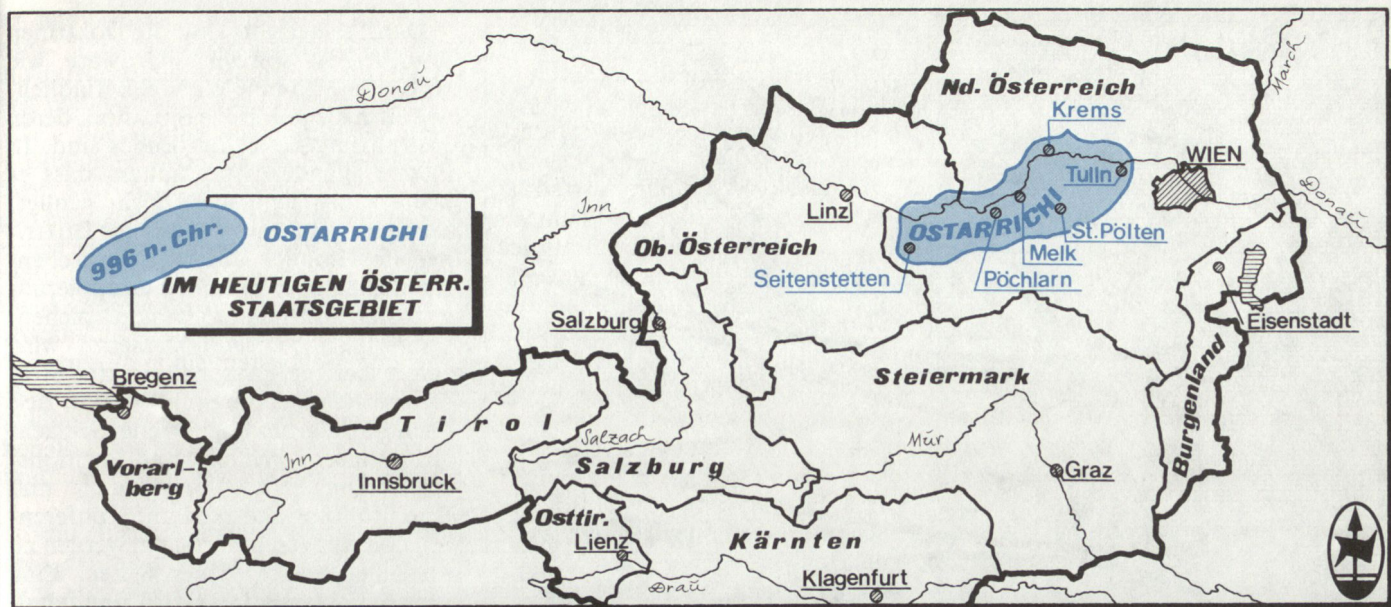 996 n. Chr.
OSTARRICHI
IM HEUTIGEN ÖSTERR.
STAATSGEBIET
Donau
Inn
Nd. Österreich
March
Krems
WIEN
Tulln
Donau
Linz
OSTARRICHI
St. Pölten
Ob. Österreich
Melk
Seitenstetten
Pöchlarn
Salzburg
Eisenstadt
Bregenz
Steiermark
Burgenland
Tirol
Salzach
Mur
Vorarl-
berg
Inn
Innsbruck
Salzburg
Graz
Osttir.
Lienz
Kärnten
Drau
Klagenfurt